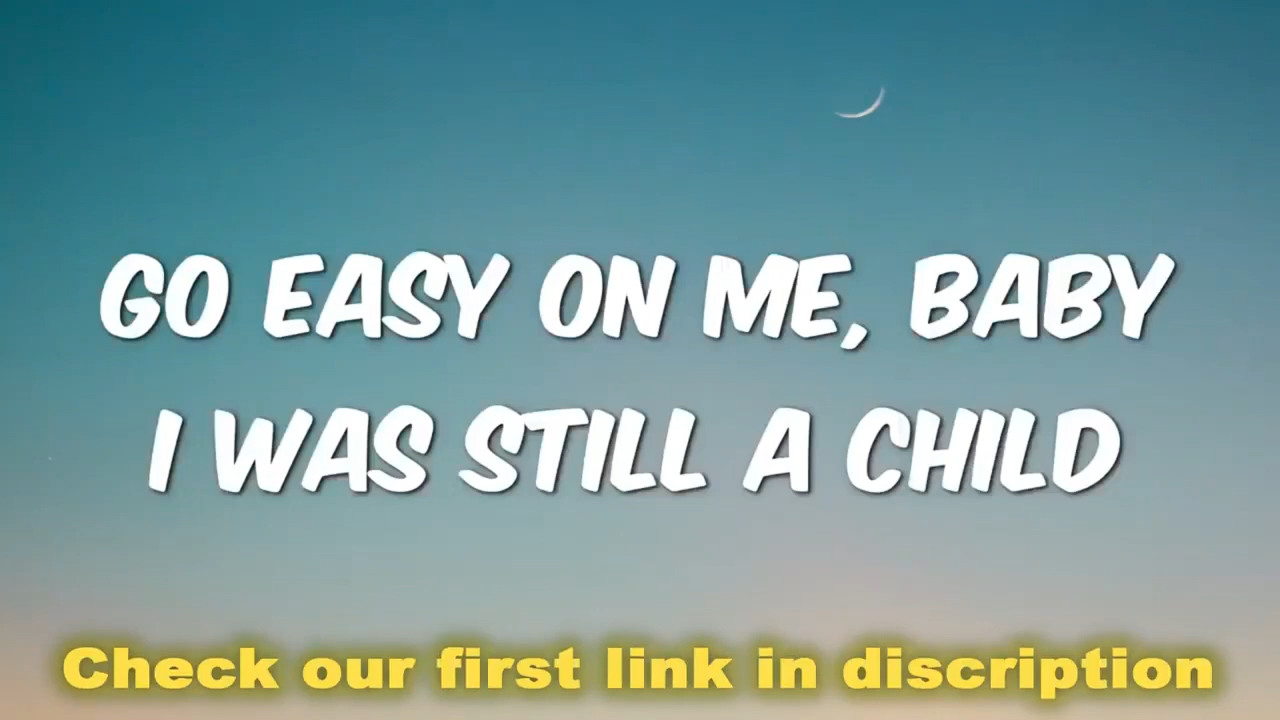 GO EASY ON ME, BABY
I WAS STILL A CHILD
Check our first link in discription